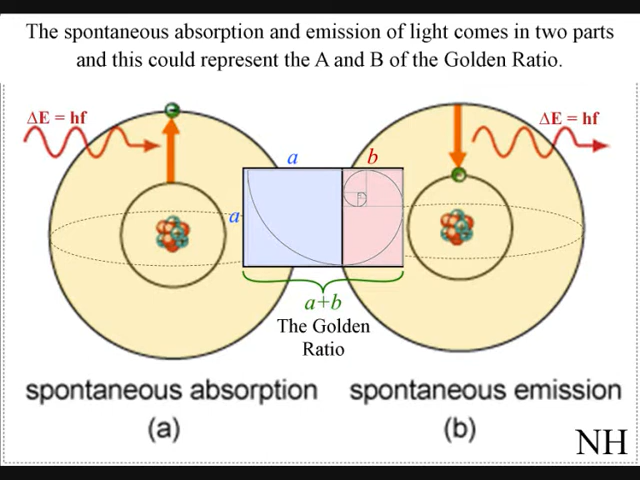 The spontaneous absorption and emission of light comes in two parts
and this could represent the A and B of the Golden Ratio.
ΔE = hf
ΔE = hf
a
b
a
a+b
The Golden
Ratio
spontaneous absorption
spontaneous emission
(a)
(b)
NH